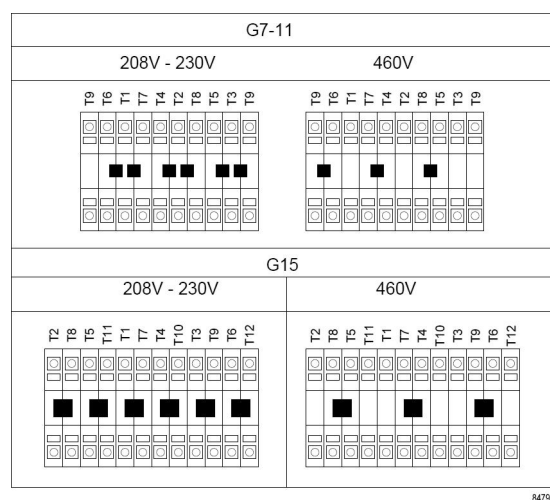 G7-11
208V - 230V 460V
T9 T6 T1 T7 T4 T2 T8 T5 T3 T9 T9 T6 T1 T7 T4 T2 T8 T5 T3 T9
G15
208V - 230V 460V
T2 T8 T5 T11 T1 T7 T4 T10 T3 T9 T6 T12 T2 T8 T5 T11 T1 T7 T4 T10 T3 T9 T6 T12
8479